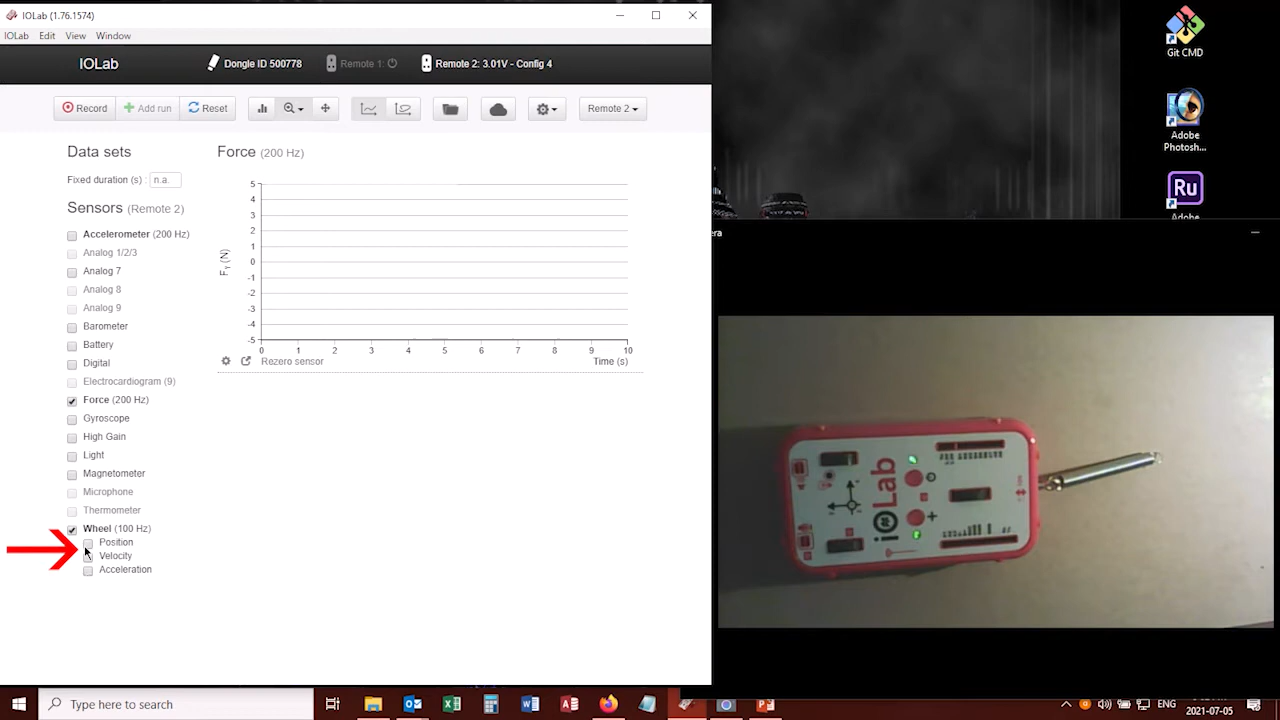 IOLab (1.76.1574)
IOLab Edit View Window
IOLab Dongle ID 500778 Remote 1: Remote 2: 3.01V - Config 4
Record Add run Reset Remote 2
Data sets
Fixed duration (s) : n.a.
Sensors (Remote 2)
Accelerometer (200 Hz)
Analog 1/2/3
Analog 7
Analog 8
Analog 9
Barometer
Battery
Digital
Electrocardiogram (9)
Force (200 Hz)
Gyroscope
High Gain
Light
Magnetometer
Microphone
Thermometer
Wheel (100 Hz)
Position
Velocity
Acceleration
Force (200 Hz)
5
4
3
2
1
0
-1
-2
-3
-4
-5
FY (N)
0 1 2 3 4 5 6 7 8 9 10
Rezero sensor Time (s)
Git CMD
Adobe
Photosh...
Ru
Adobe
era
Lab
Type here to search
ENG
2021-07-05